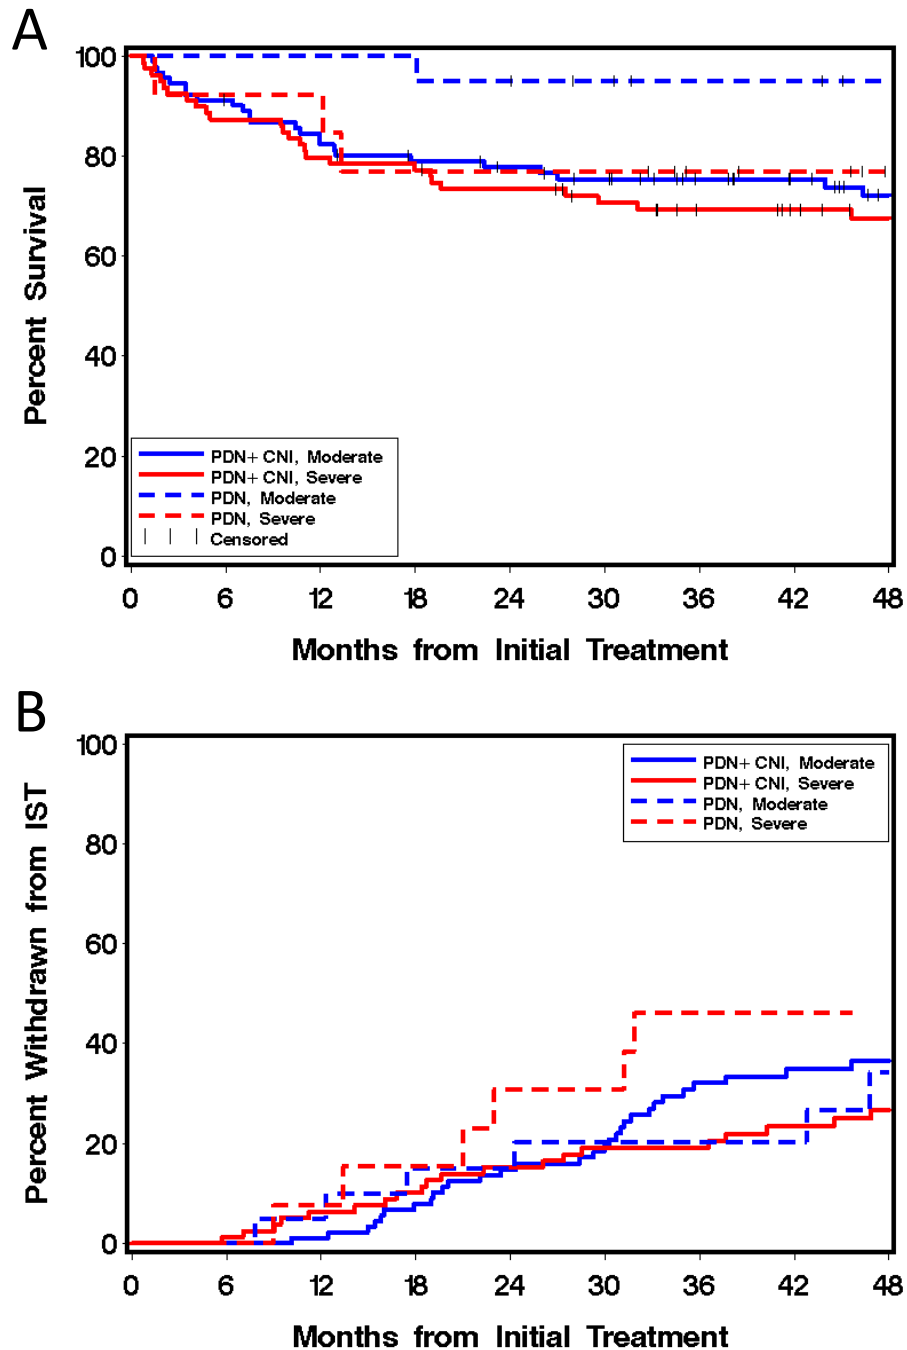 A
100
80
60
40
20
0
Percent Survival
PDN+ CNI, Moderate
PDN+ CNI, Severe
PDN, Moderate
PDN, Severe
Censored
0 6 12 18 24 30 36 42 48
Months from Initial Treatment
B
100
80
60
40
20
0
Percent Withdrawn from IST
PDN+ CNI, Moderate
PDN+ CNI, Severe
PDN, Moderate
PDN, Severe
0 6 12 18 24 30 36 42 48
Months from Initial Treatment